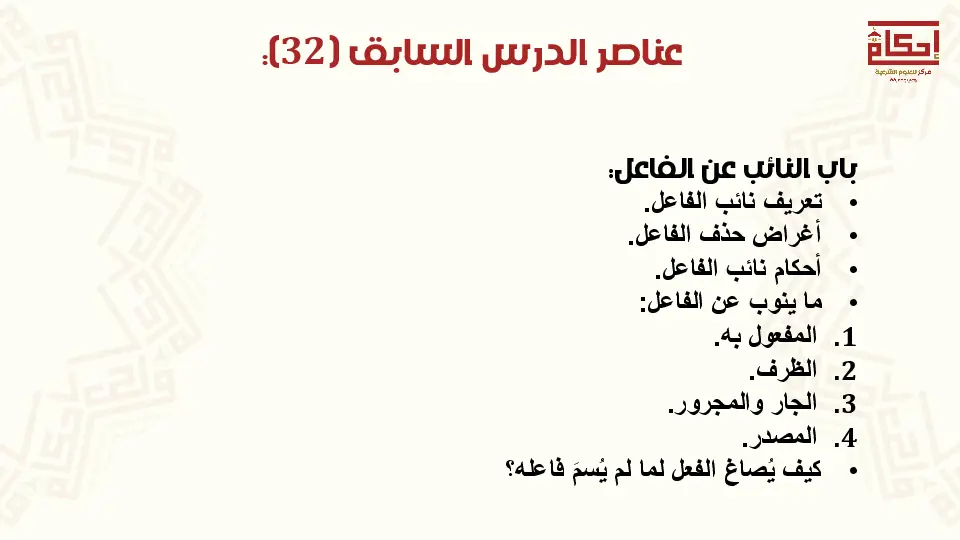 عناصر الدرس السابق (32):
إحكام
مركز للعلوم الشرعية
باب النائب عن الفاعل:
• تعريف نائب الفاعل.
• أغراض حذف الفاعل.
• أحكام نائب الفاعل.
• ما ينوب عن الفاعل:
1. المفعول به.
2. الظرف.
3. الجار والمجرور.
4. المصدر.
• كيف يُصاغ الفعل لما لم يُسمَ فاعله؟